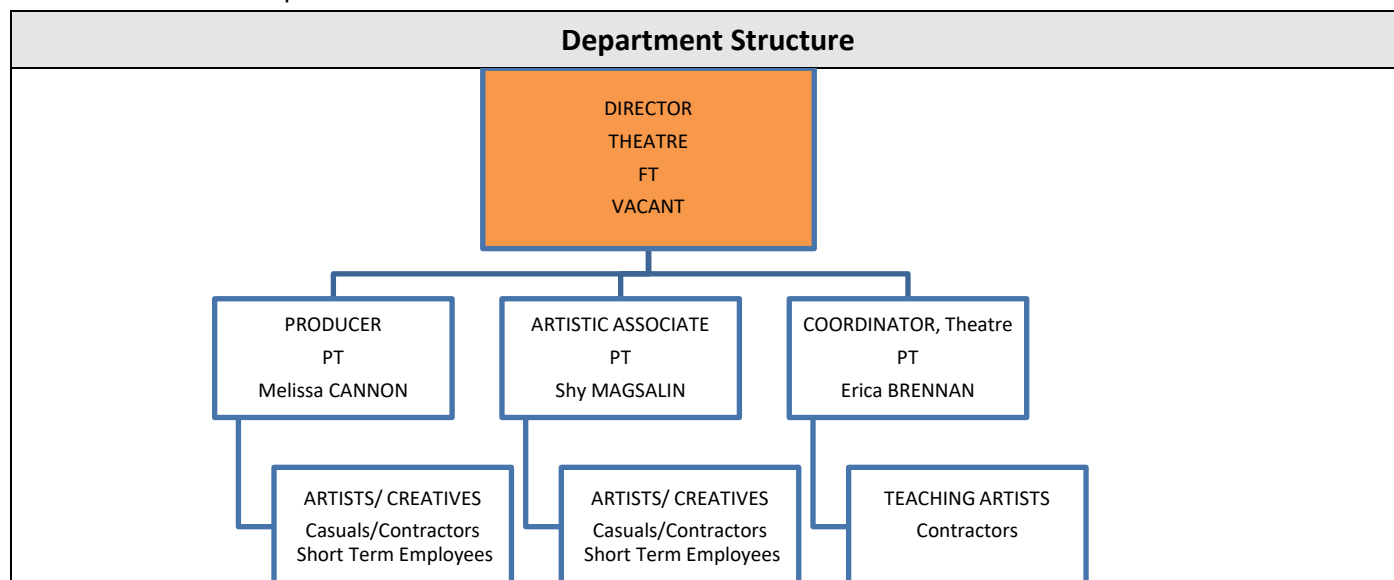 Department Structure
DIRECTOR
THEATRE
FT
VACANT
PRODUCER
PT
Melissa CANNON
ARTISTIC ASSOCIATE
PT
Shy MAGSALIN
COORDINATOR, Theatre
PT
Erica BRENNAN
ARTISTS/ CREATIVES
Casuals/Contractors
Short Term Employees
ARTISTS/ CREATIVES
Casuals/Contractors
Short Term Employees
TEACHING ARTISTS
Contractors